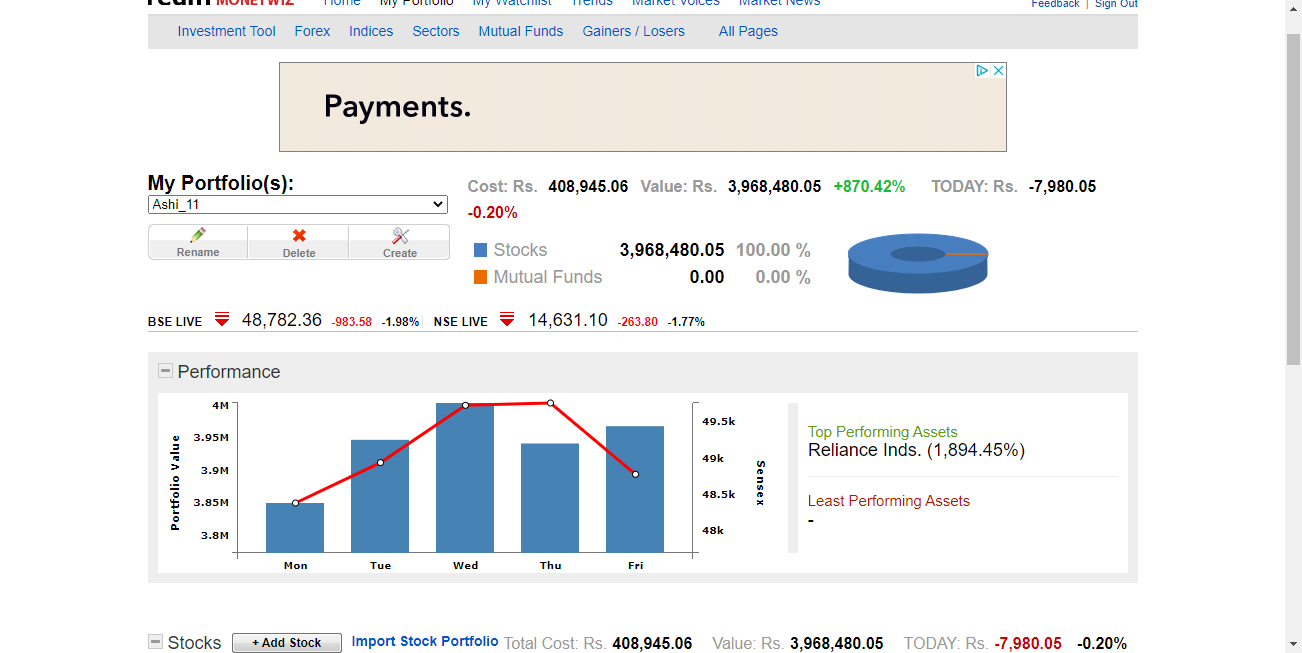 MONEYWIZ Home My Portfolio My Watchlist Trends Market Voices Market News Feedback | Sign Out
Investment Tool Forex Indices Sectors Mutual Funds Gainers / Losers All Pages
Payments.
My Portfolio(s):
Ashi_11
Rename Delete Create
Cost: Rs. 408,945.06 Value: Rs. 3,968,480.05 +870.42% TODAY: Rs. -7,980.05
-0.20%
Stocks 3,968,480.05 100.00 %
Mutual Funds 0.00 0.00 %
BSE LIVE 48,782.36 -983.58 -1.98% NSE LIVE 14,631.10 -263.80 -1.77%
Performance
Portfolio Value
4M
3.95M
3.9M
3.85M
3.8M
Mon Tue Wed Thu Fri
49.5k
49k
48.5k
48k
Sensex
Top Performing Assets
Reliance Inds. (1,894.45%)
Least Performing Assets
-
Stocks + Add Stock Import Stock Portfolio Total Cost: Rs. 408,945.06 Value: Rs. 3,968,480.05 TODAY: Rs. -7,980.05 -0.20%